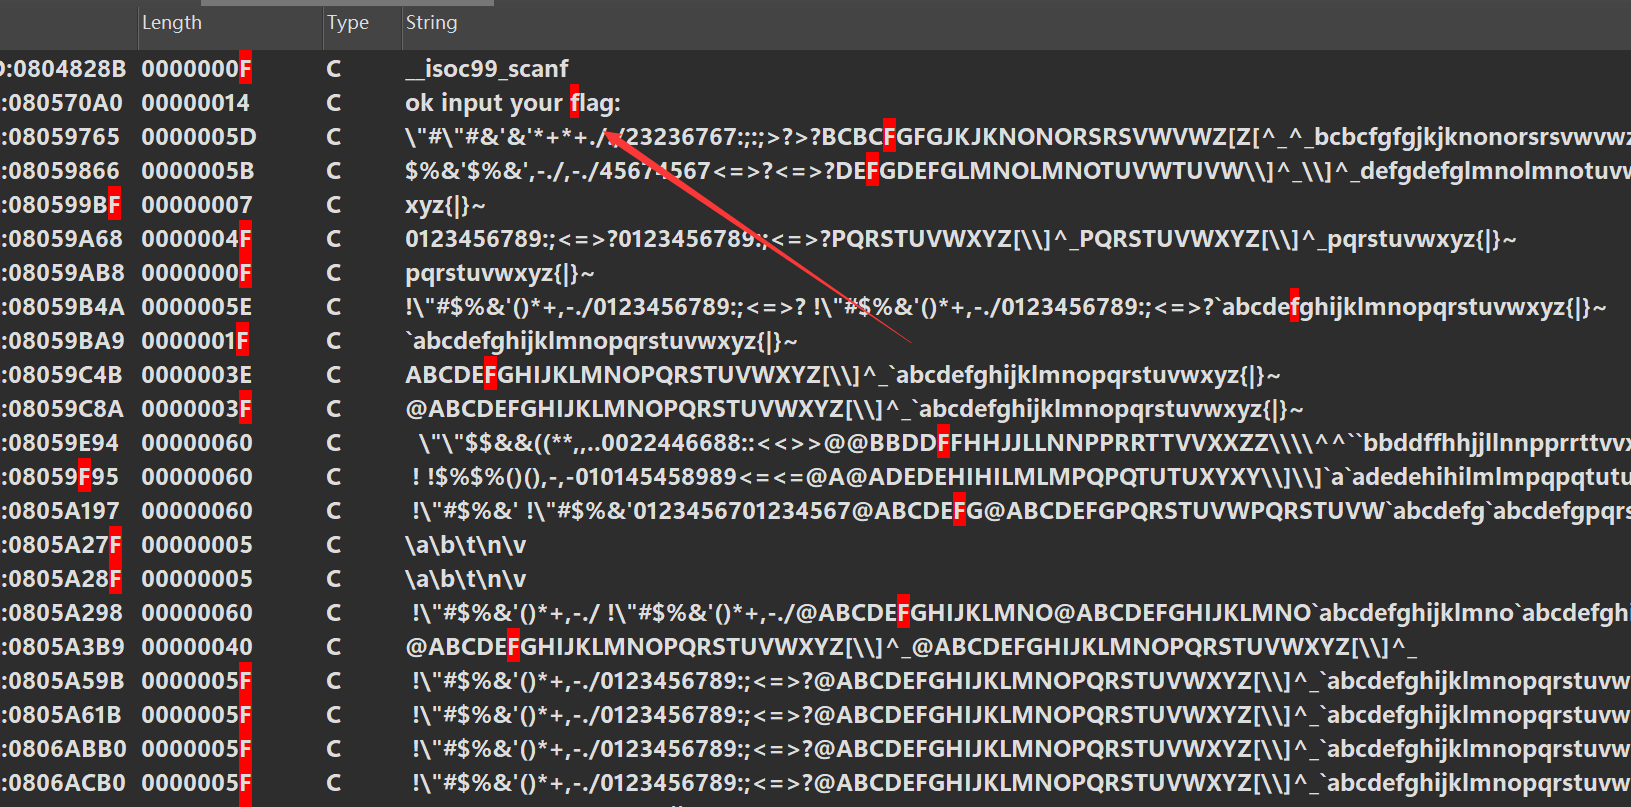 Length Type String
0:0804828B 0000000F C __isoc99_scanf
:080570A0 00000014 C ok input your flag:
:08059765 0000005D C \"#\"#&'&'*+*+././23236767:;:;>?>?BCBCFGFGJKJKNONORSRSVWVWZ[Z[^_^_bcbcfgfgjkjknonorsrsvwvwz
:08059866 0000005B C $%&'$%&',-./,-./45674567<=>?<=>?DEFGDEFGLMNOLMNOTUVWTUVW\\]^_\\]^_defgdefglmnolmnotuvw
:080599BF 00000007 C xyz{|}~
:08059A68 0000004F C 0123456789:;<=>?0123456789:;<=>?PQRSTUVWXYZ[\\]^_PQRSTUVWXYZ[\\]^_pqrstuvwxyz{|}~
:08059AB8 0000000F C pqrstuvwxyz{|}~
:08059B4A 0000005E C !\"#$%&'()*+,-./0123456789:;<=>? !\"#$%&'()*+,-./0123456789:;<=>?`abcdefghijklmnopqrstuvwxyz{|}~
:08059BA9 0000001F C `abcdefghijklmnopqrstuvwxyz{|}~
:08059C4B 0000003E C ABCDEFGHIJKLMNOPQRSTUVWXYZ[\\]^_`abcdefghijklmnopqrstuvwxyz{|}~
:08059C8A 0000003F C @ABCDEFGHIJKLMNOPQRSTUVWXYZ[\\]^_`abcdefghijklmnopqrstuvwxyz{|}~
:08059E94 00000060 C   \"\"$$&&((**,,..0022446688::<<>>@@BBDDFFHHJJLLNNPPRRTTVVXXZZ\\\\^^``bbddffhhjjllnnpprrttvvx
:08059F95 00000060 C  ! !$%$%()(),-,-010145458989<=<=@A@ADEDEHIHILMLMPQPQTUTUXYXY\\]\\]`a`adedehihilmlmpqpqtutu
:0805A197 00000060 C  !\"#$%&' !\"#$%&'0123456701234567@ABCDEFG@ABCDEFGPQRSTUVWPQRSTUVW`abcdefg`abcdefgpqrs
:0805A27F 00000005 C \a\b\t\n\v
:0805A28F 00000005 C \a\b\t\n\v
:0805A298 00000060 C  !\"#$%&'()*+,-./ !\"#$%&'()*+,-./@ABCDEFGHIJKLMNO@ABCDEFGHIJKLMNO`abcdefghijklmno`abcdefghi
:0805A3B9 00000040 C @ABCDEFGHIJKLMNOPQRSTUVWXYZ[\\]^_@ABCDEFGHIJKLMNOPQRSTUVWXYZ[\\]^_
:0805A59B 0000005F C  !\"#$%&'()*+,-./0123456789:;<=>?@ABCDEFGHIJKLMNOPQRSTUVWXYZ[\\]^_`abcdefghijklmnopqrstuvw
:0805A61B 0000005F C  !\"#$%&'()*+,-./0123456789:;<=>?@ABCDEFGHIJKLMNOPQRSTUVWXYZ[\\]^_`abcdefghijklmnopqrstuvw
:0806ABB0 0000005F C  !\"#$%&'()*+,-./0123456789:;<=>?@ABCDEFGHIJKLMNOPQRSTUVWXYZ[\\]^_`abcdefghijklmnopqrstuvw
:0806ACB0 0000005F C  !\"#$%&'()*+,-./0123456789:;<=>?@ABCDEFGHIJKLMNOPQRSTUVWXYZ[\\]^_`abcdefghijklmnopqrstuvw